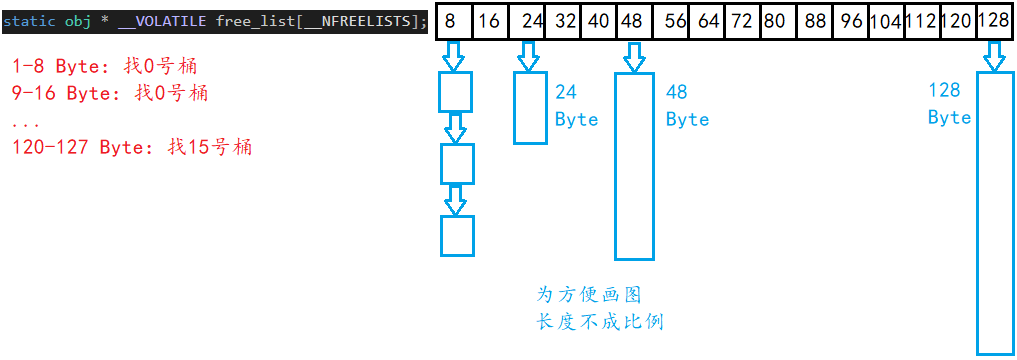 static obj * __VOLATILE free_list[__NFREELISTS];
8 16 24 32 40 48 56 64 72 80 88 96 104 112 120 128
1-8 Byte: 找0号桶
9-16 Byte: 找0号桶
...
120-127 Byte: 找15号桶
24
Byte
48
Byte
128
Byte
为方便画图
长度不成比例